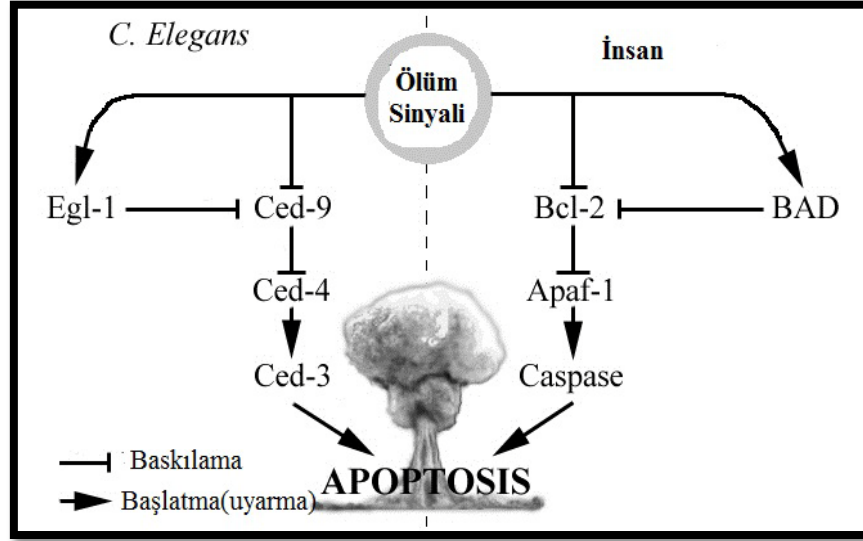 C. Elegans
Ölüm
Sinyali
İnsan
Egl-1
Ced-9
Bcl-2
BAD
Ced-4
Apaf-1
Ced-3
Caspase
Baskılama
APOPTOSIS
Başlatma(uyarma)